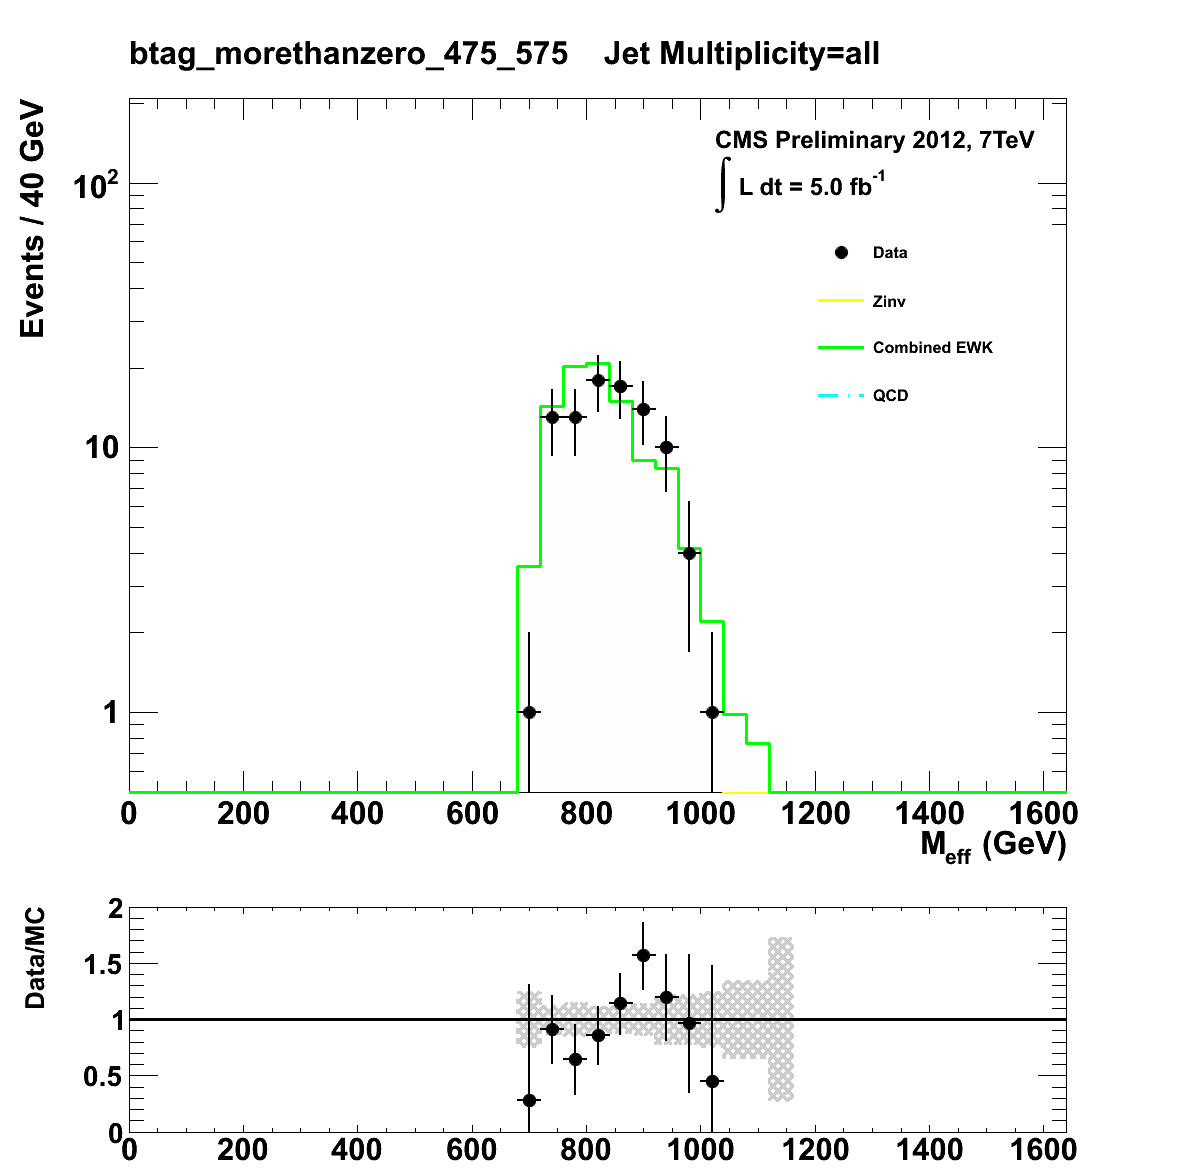 btag_morethanzero_475_575 Jet Multiplicity=all
Events / 40 GeV
CMS Preliminary 2012, 7TeV
∫ L dt = 5.0 fb⁻¹
Data
Zinv
Combined EWK
QCD
10²
10
1
0 200 400 600 800 1000 1200 1400 1600
M_eff (GeV)
Data/MC
2
1.5
1
0.5
0
0 200 400 600 800 1000 1200 1400 1600